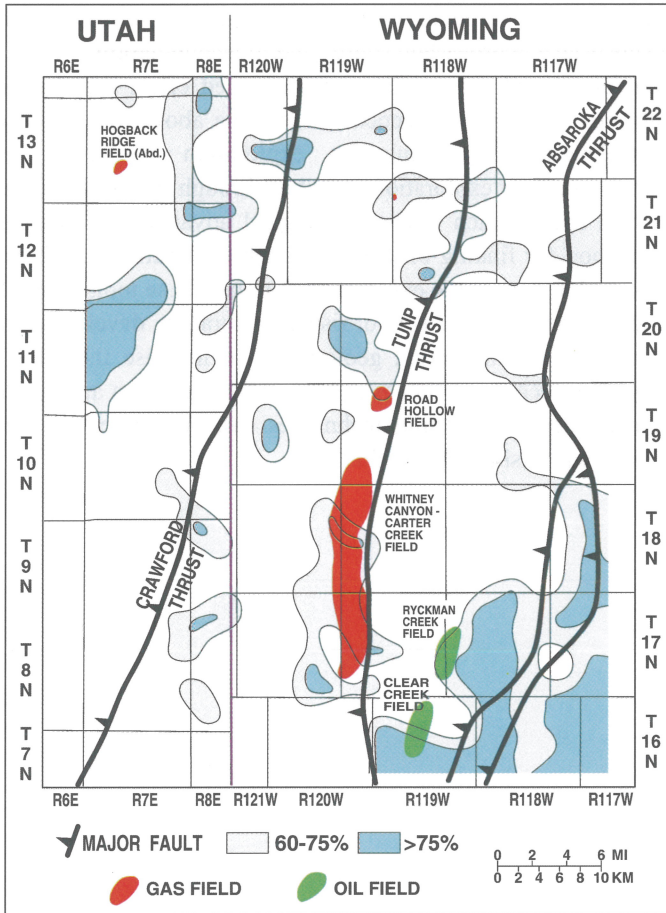 UTAH WYOMING
R6E R7E R8E R120W R119W R118W R117W
T
13
N
T
12
N
T
11
N
T
10
N
T
9
N
T
8
N
T
7
N
HOGBACK
RIDGE
FIELD (Abd.)
ABSAROKA
THRUST
T
22
N
T
21
N
T
20
N
T
19
N
T
18
N
T
17
N
T
16
N
TUNP
THRUST
ROAD
HOLLOW
FIELD
WHITNEY
CANYON -
CARTER
CREEK
FIELD
CRAWFORD
THRUST
RYCKMAN
CREEK
FIELD
CLEAR
CREEK
FIELD
R6E R7E R8E R121W R120W R119W R118W R117W
MAJOR FAULT 60-75% >75%
0 2 4 6 MI
0 2 4 6 8 10 KM
GAS FIELD OIL FIELD